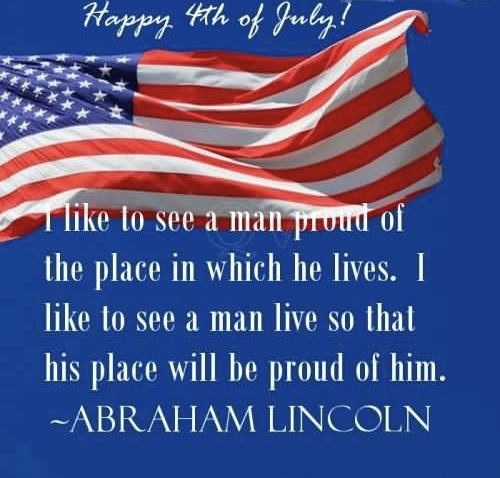 Happy 4th of July!
I like to see a man proud of
the place in which he lives. I
like to see a man live so that
his place will be proud of him.
~ABRAHAM LINCOLN